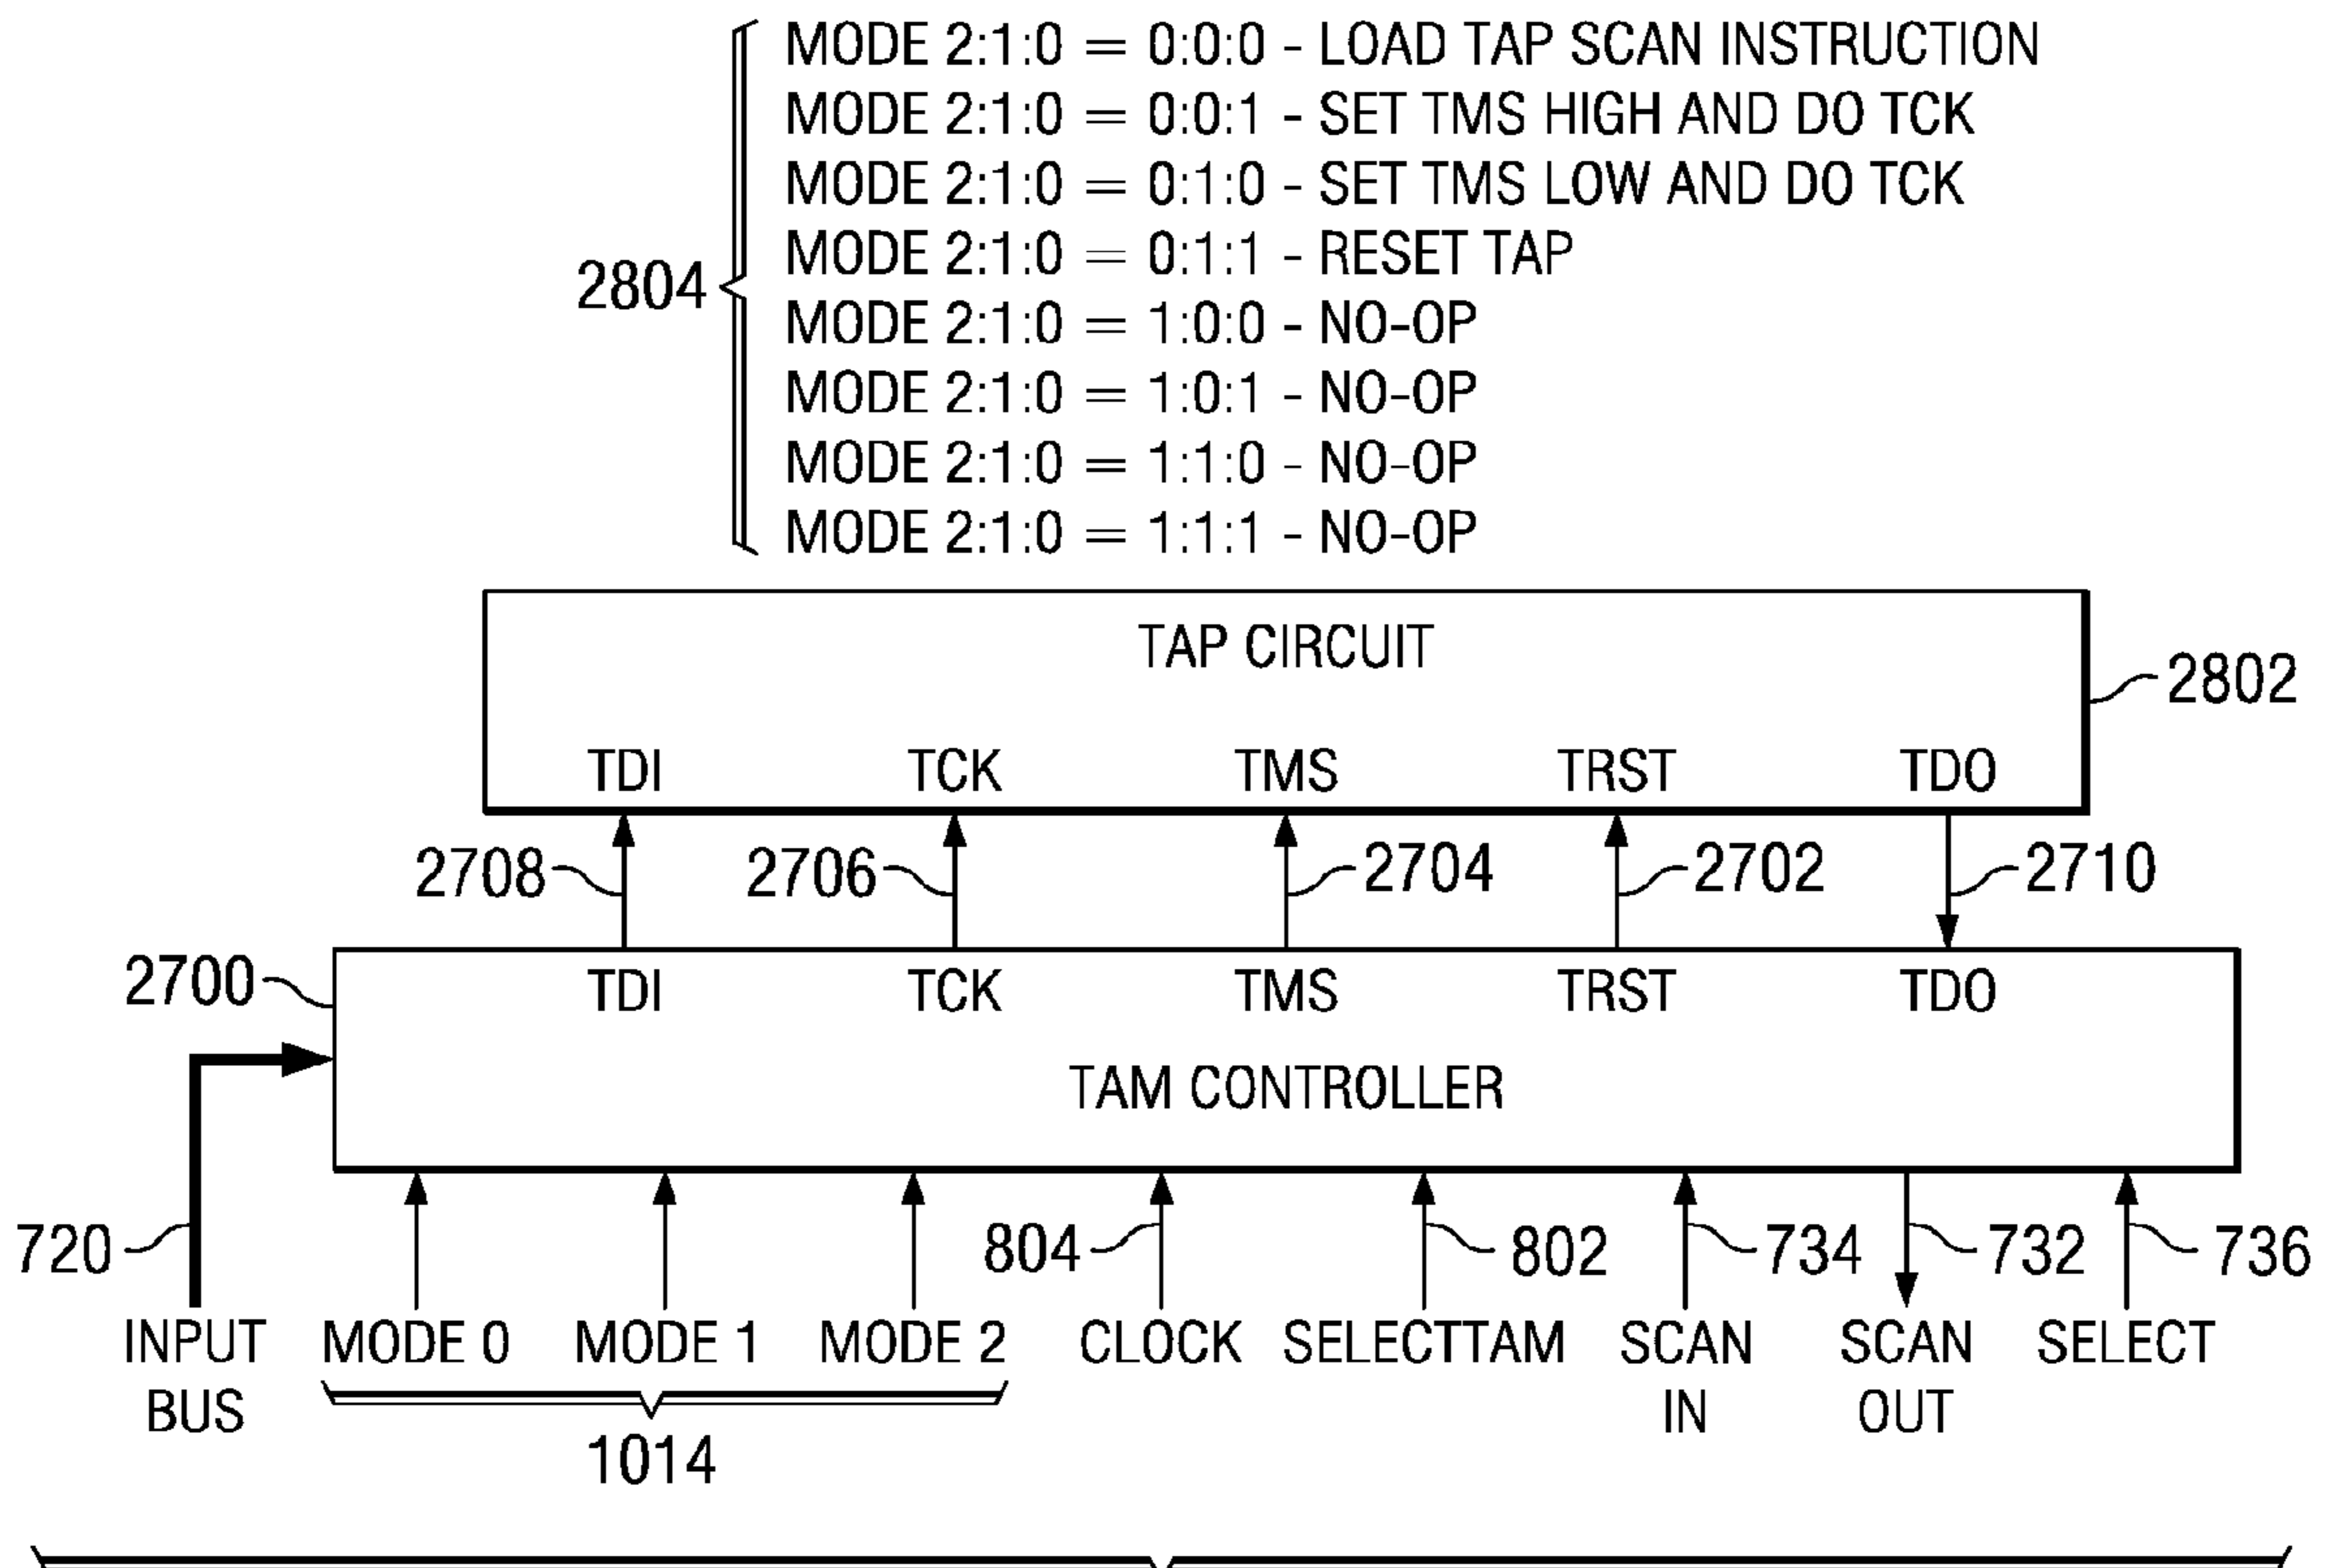 MODE 2:1:0 = 0:0:0 - LOAD TAP SCAN INSTRUCTION
MODE 2:1:0 = 0:0:1 - SET TMS HIGH AND DO TCK
MODE 2:1:0 = 0:1:0 - SET TMS LOW AND DO TCK
MODE 2:1:0 = 0:1:1 - RESET TAP
2804
MODE 2:1:0 = 1:0:0 - NO-OP
MODE 2:1:0 = 1:0:1 - NO-OP
MODE 2:1:0 = 1:1:0 - NO-OP
MODE 2:1:0 = 1:1:1 - NO-OP
TAP CIRCUIT
2802
TDI TCK TMS TRST TDO
2708 2706 2704 2702 2710
2700
TDI TCK TMS TRST TDO
TAM CONTROLLER
720 804 802 734 732 736
INPUT BUS
MODE 0 MODE 1 MODE 2 CLOCK SELECTTAM
SCAN IN
SCAN OUT
SELECT
1014